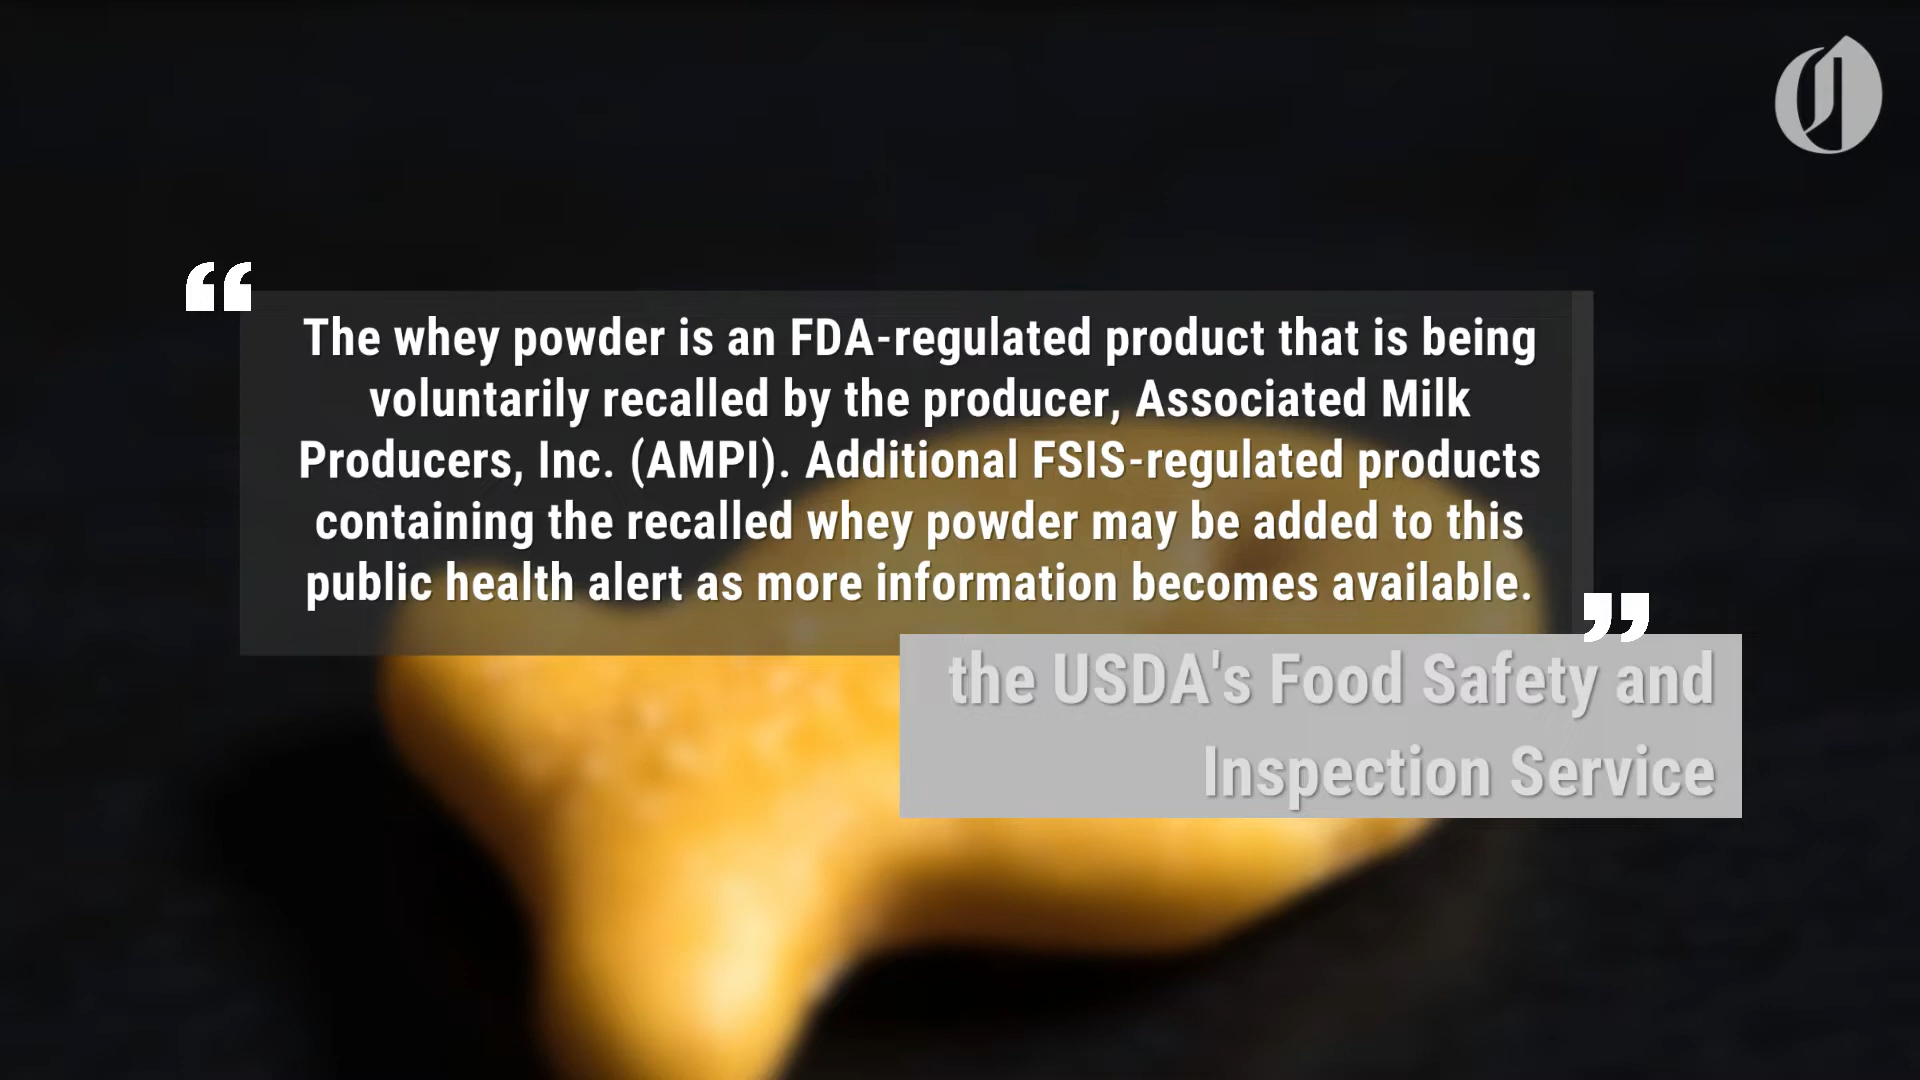 “
The whey powder is an FDA-regulated product that is being
voluntarily recalled by the producer, Associated Milk
Producers, Inc. (AMPI). Additional FSIS-regulated products
containing the recalled whey powder may be added to this
public health alert as more information becomes available.
”
the USDA's Food Safety and
Inspection Service
O